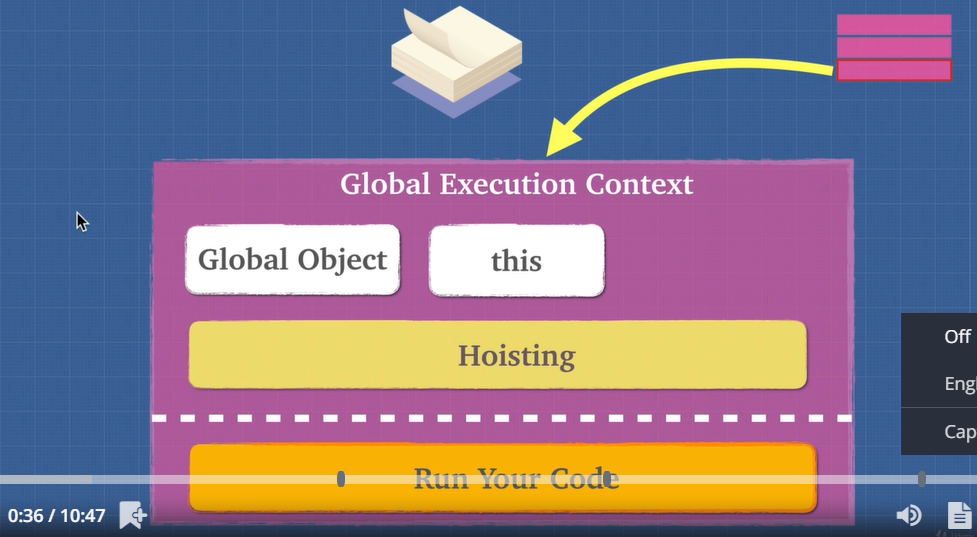 Global Execution Context
Global Object
this
Hoisting
Off
Run Your Code
0:36 / 10:47